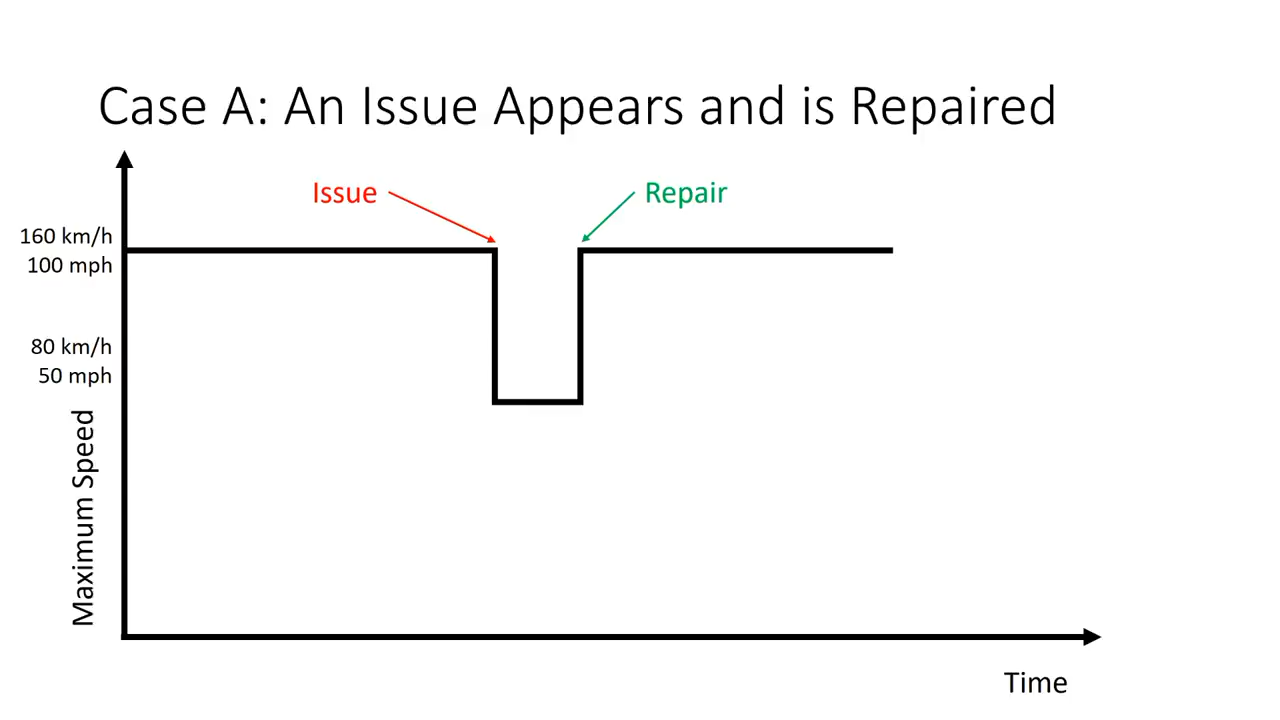 Case A: An Issue Appears and is Repaired
Issue
Repair
160 km/h
100 mph
80 km/h
50 mph
Maximum Speed
Time